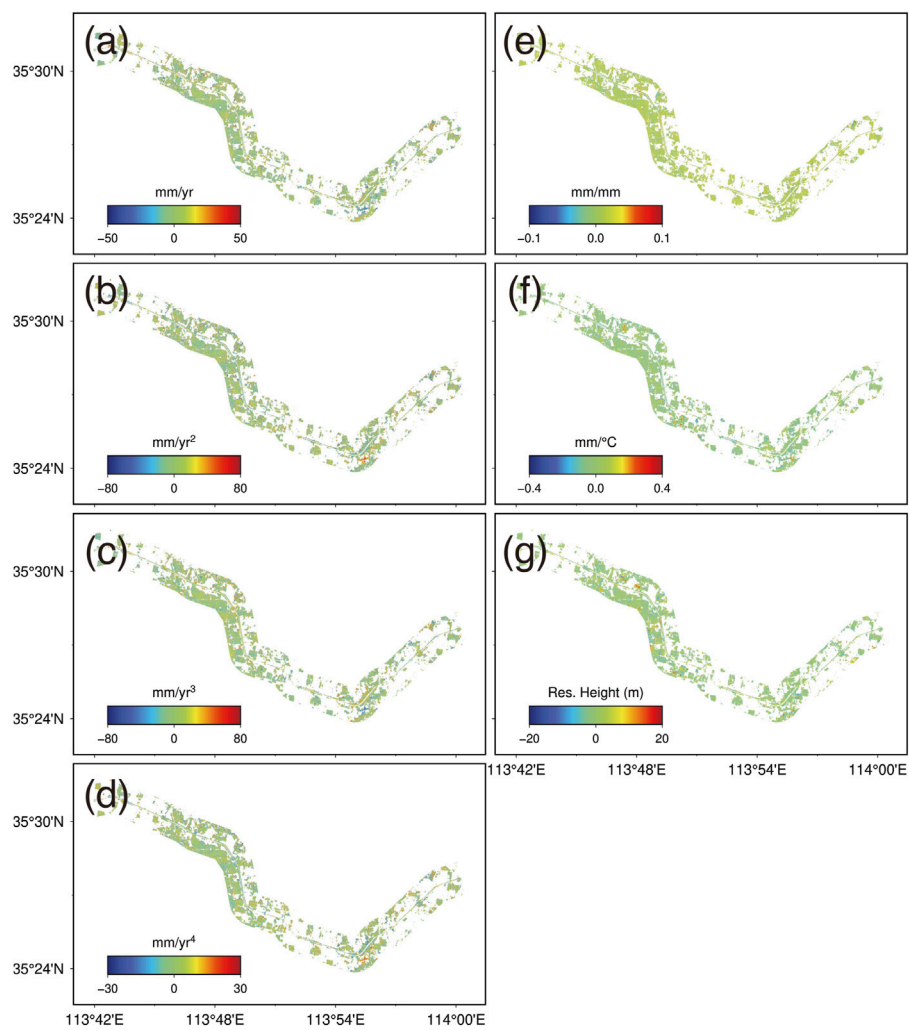 (a)
35°30'N
mm/yr
35°24'N
−50 0 50
(e)
mm/mm
−0.1 0.0 0.1
(b)
35°30'N
mm/yr²
35°24'N
−80 0 80
(f)
mm/°C
−0.4 0.0 0.4
(c)
35°30'N
mm/yr³
35°24'N
−80 0 80
(g)
Res. Height (m)
−20 0 20
113°42'E 113°48'E 113°54'E 114°00'E
(d)
35°30'N
mm/yr⁴
35°24'N
−30 0 30
113°42'E 113°48'E 113°54'E 114°00'E